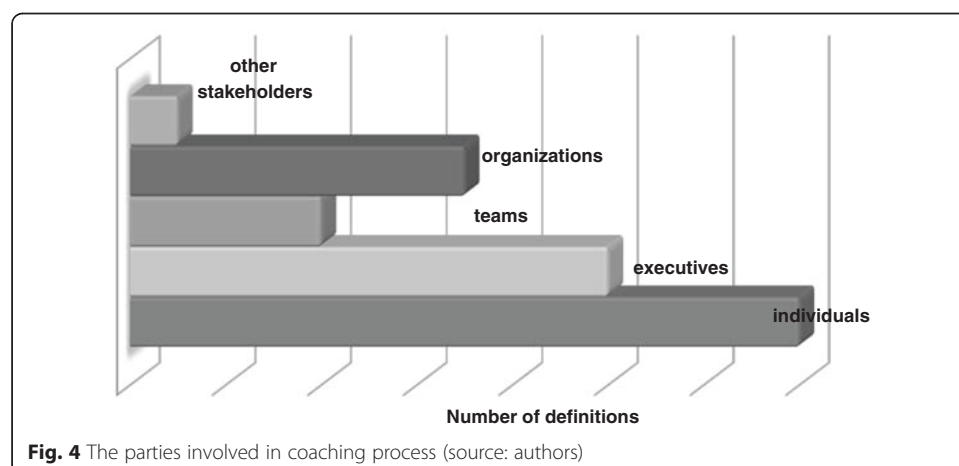 other
stakeholders
organizations
teams
executives
individuals
Number of definitions
Fig. 4 The parties involved in coaching process (source: authors)